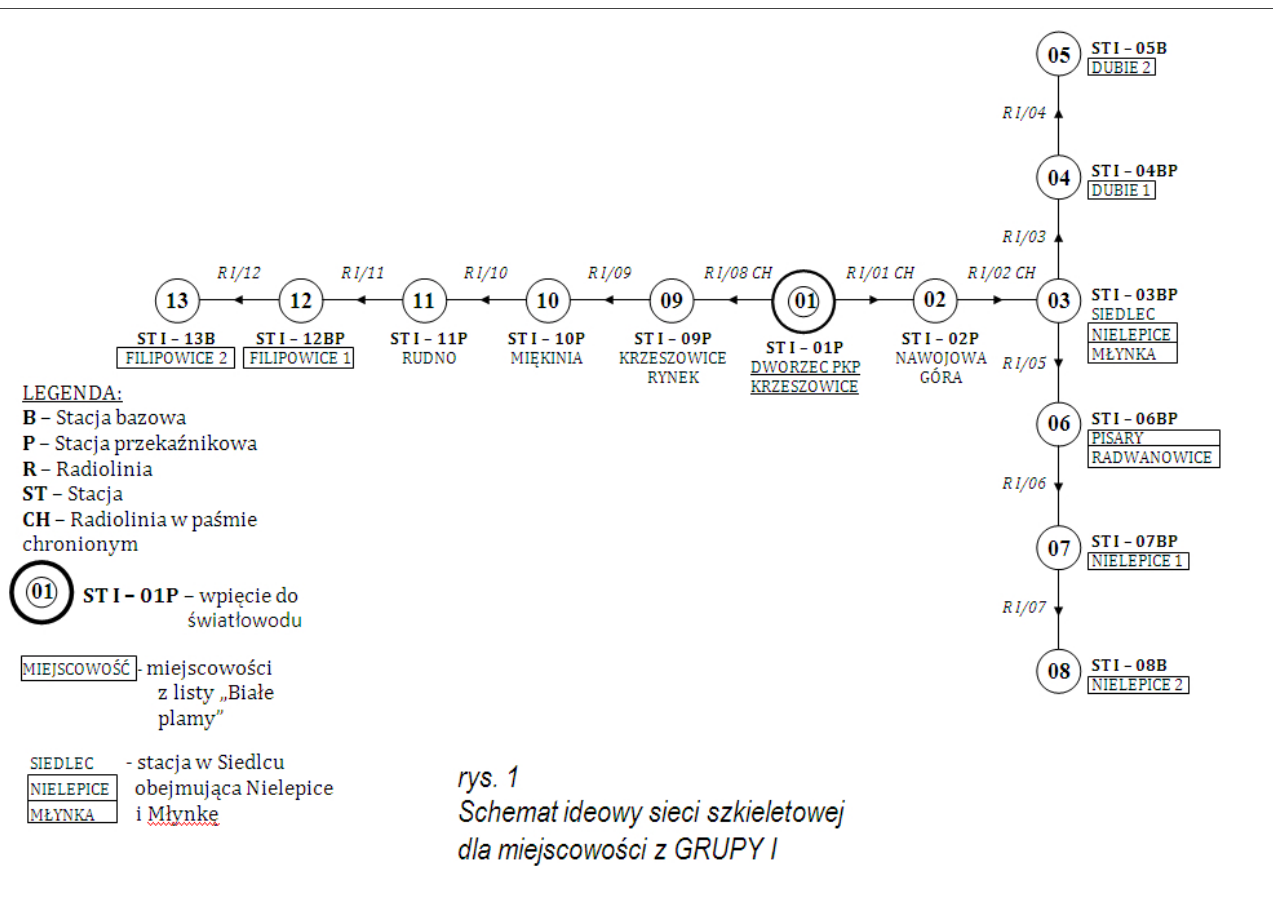 05
ST I – 05B
DUBIE 2
R I/04
04
ST I – 04BP
DUBIE 1
R I/03
R I/12
R I/11
R I/10
R I/09
R I/08 CH
R I/01 CH
R I/02 CH
13
12
11
10
09
01
02
03
ST I – 03BP
SIEDLEC
NIELEPICE
MŁYNKA
ST I – 13B
FILIPOWICE 2
ST I – 12BP
FILIPOWICE 1
ST I – 11P
RUDNO
ST I – 10P
MIĘKINIA
ST I – 09P
KRZESZOWICE
RYNEK
ST I – 01P
DWORZEC PKP
KRZESZOWICE
ST I – 02P
NAWOJOWA
GÓRA
R I/05
06
ST I – 06BP
PISARY
RADWANOWICE
R I/06
07
ST I – 07BP
NIELEPICE 1
R I/07
08
ST I – 08B
NIELEPICE 2
LEGENDA:
B – Stacja bazowa
P – Stacja przekaźnikowa
R – Radiolinia
ST – Stacja
CH – Radiolinia w paśmie
chronionym
01
ST I – 01P – wpięcie do
światłowodu
MIEJSCOWOŚĆ - miejscowości
z listy „Białe
plamy”
SIEDLEC - stacja w Siedlcu
NIELEPICE obejmująca Nielepice
MŁYNKA i Młynkę
rys. 1
Schemat ideowy sieci szkieletowej
dla miejscowości z GRUPY I